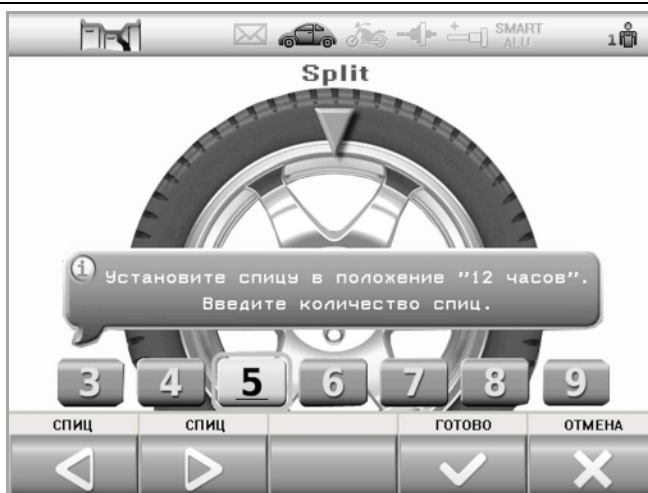 SMART
ALU
1
Split
i
Установите спицу в положение "12 часов".
Введите количество спиц.
3 4 5 6 7 8 9
СПИЦ СПИЦ ГОТОВО ОТМЕНА